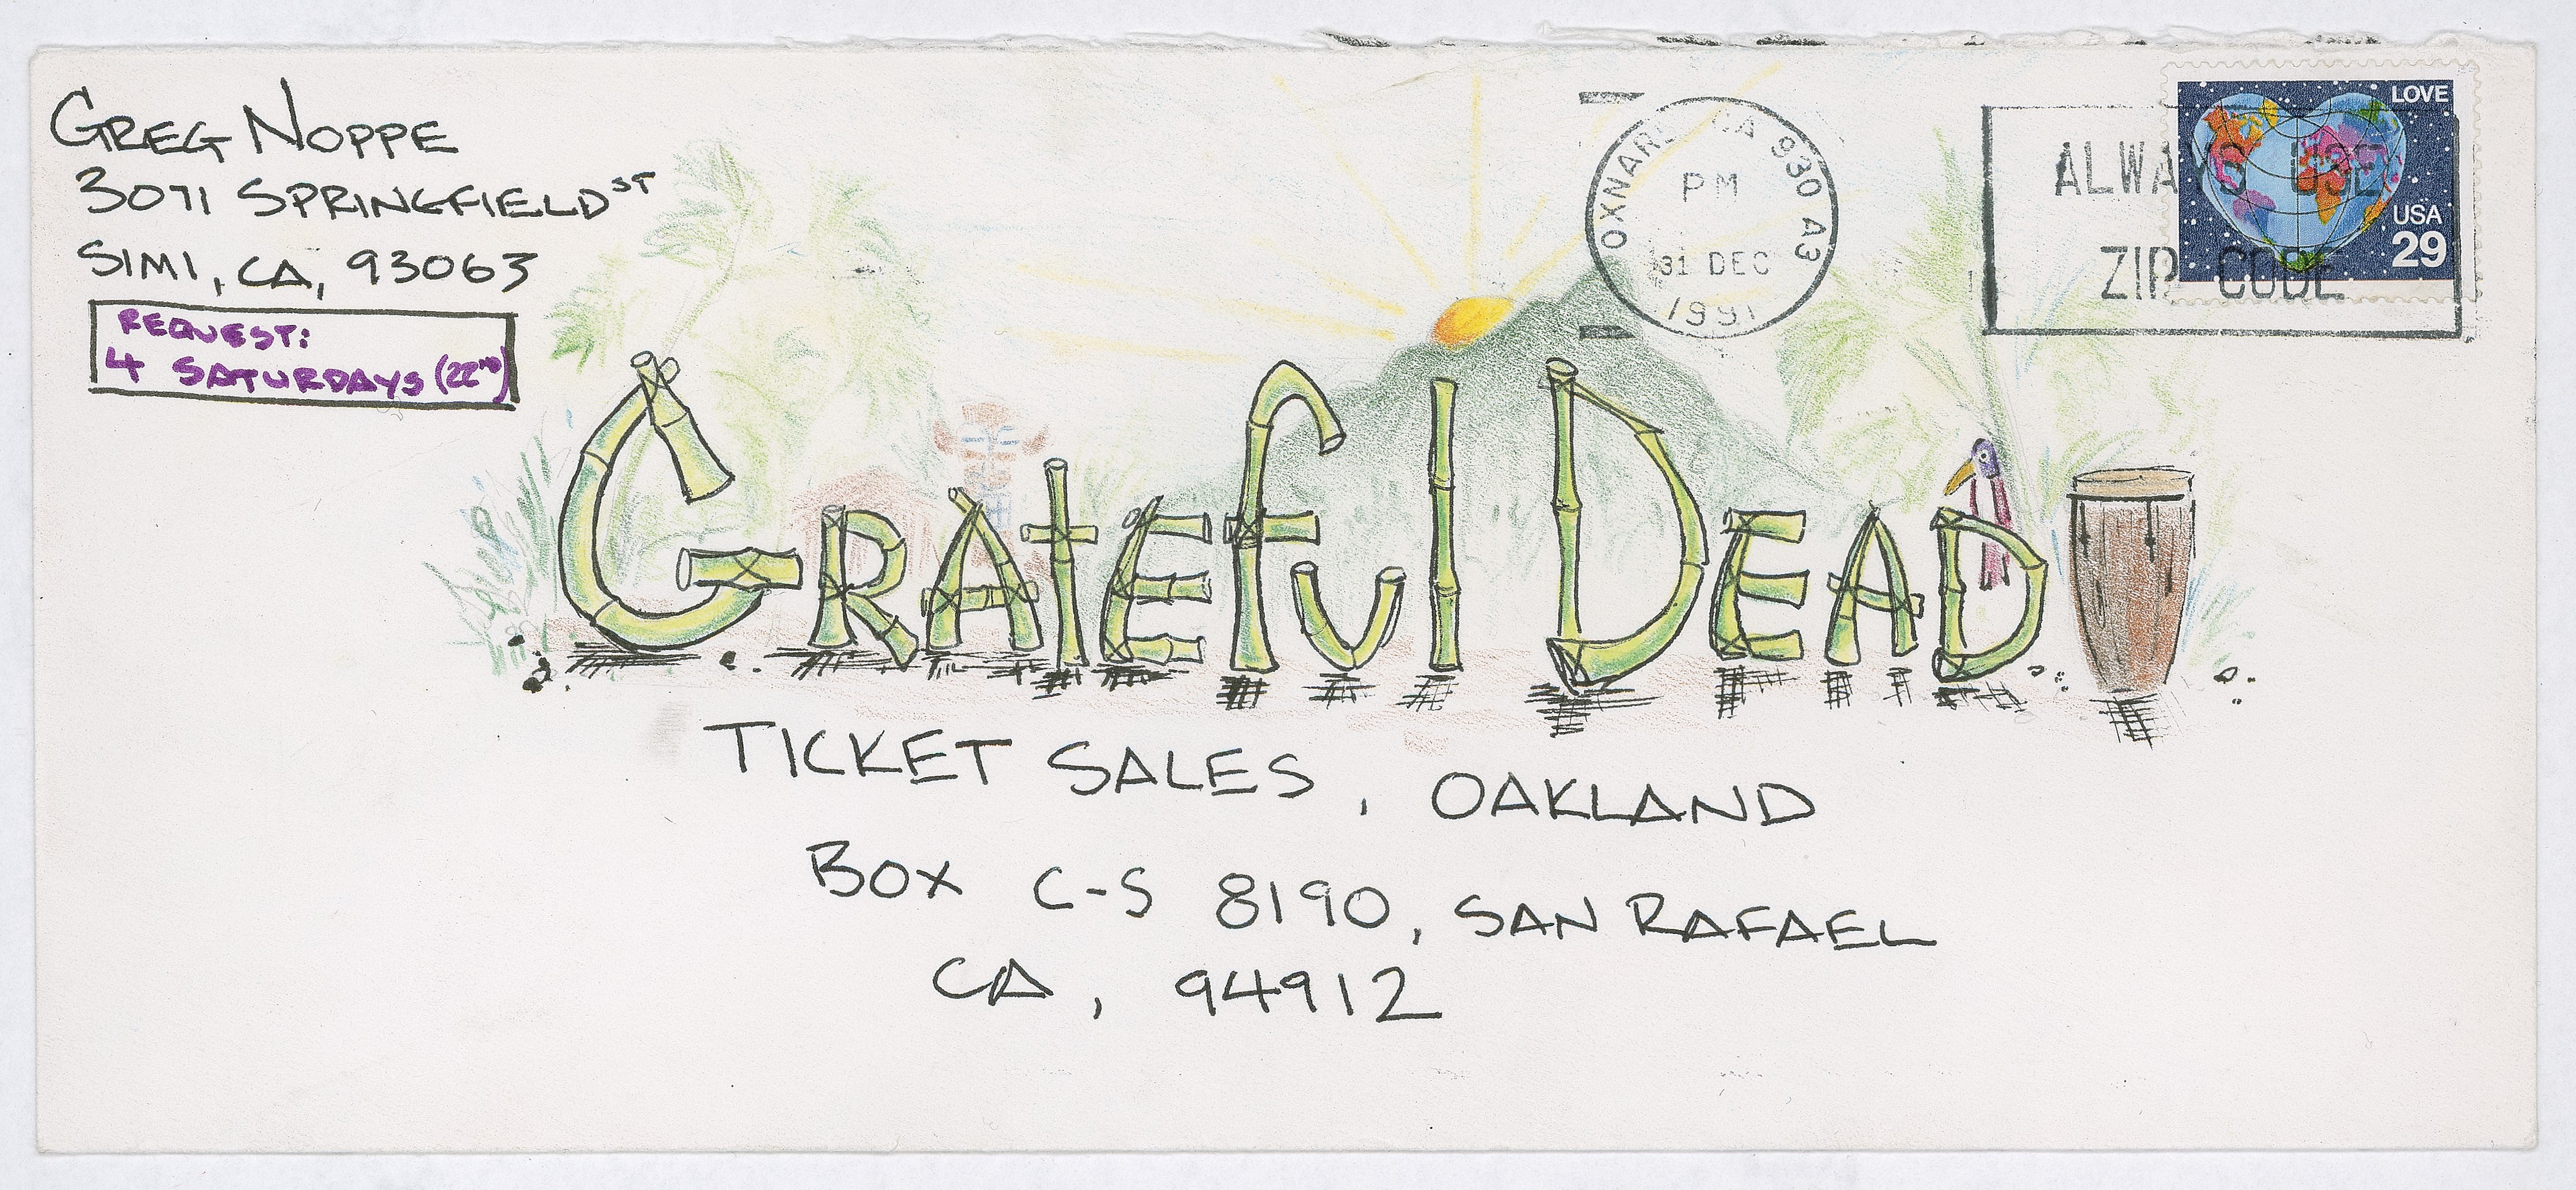 GREG NOPPE
3071 SPRINGFIELD ST
SIMI, CA, 93063
REQUEST:
4 SATURDAYS (22ND)
OXNARD CA 930 A3
PM
31 DEC
1991
ALWAYS USE
ZIP CODE
LOVE
USA
29
GRATEFUL DEAD
TICKET SALES, OAKLAND
BOX C-S 8190, SAN RAFAEL
CA, 94912